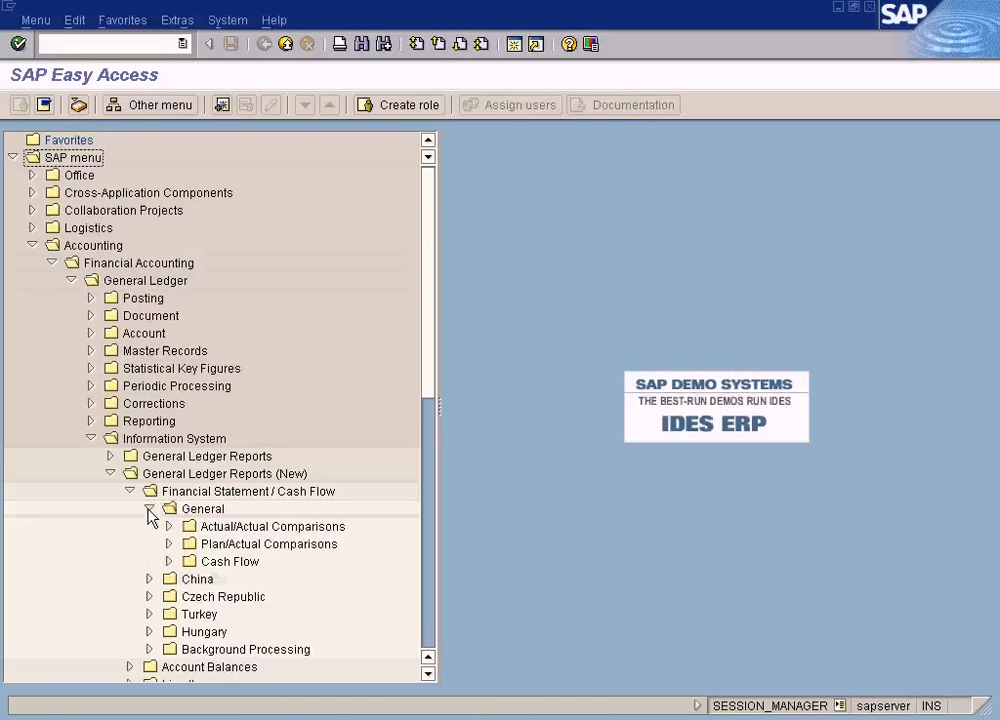 Menu Edit Favorites Extras System Help
SAP
SAP Easy Access
Other menu Create role Assign users Documentation
Favorites
SAP menu
Office
Cross-Application Components
Collaboration Projects
Logistics
Accounting
Financial Accounting
General Ledger
Posting
Document
Account
Master Records
Statistical Key Figures
Periodic Processing
Corrections
Reporting
Information System
General Ledger Reports
General Ledger Reports (New)
Financial Statement / Cash Flow
General
Actual/Actual Comparisons
Plan/Actual Comparisons
Cash Flow
China
Czech Republic
Turkey
Hungary
Background Processing
Account Balances
SAP DEMO SYSTEMS
THE BEST-RUN DEMOS RUN IDES
IDES ERP
SESSION_MANAGER sapserver INS